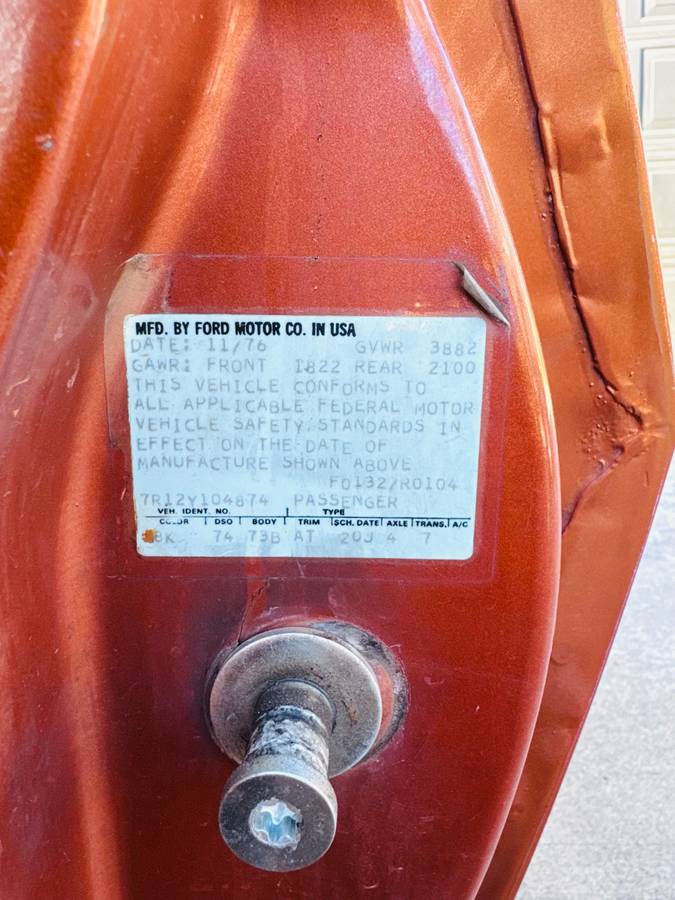 MFD. BY FORD MOTOR CO. IN USA
DATE: 11/76 GVWR 3882
GAWR: FRONT 1822 REAR 2100
THIS VEHICLE CONFORMS TO
ALL APPLICABLE FEDERAL MOTOR
VEHICLE SAFETY STANDARDS IN
EFFECT ON THE DATE OF
MANUFACTURE SHOWN ABOVE
F0132/R0104
7R12Y104874 PASSENGER
VEH. IDENT. NO. TYPE
COLOR DSO BODY TRIM SCH. DATE AXLE TRANS. A/C
8K 74 73B AT 20J 4 7